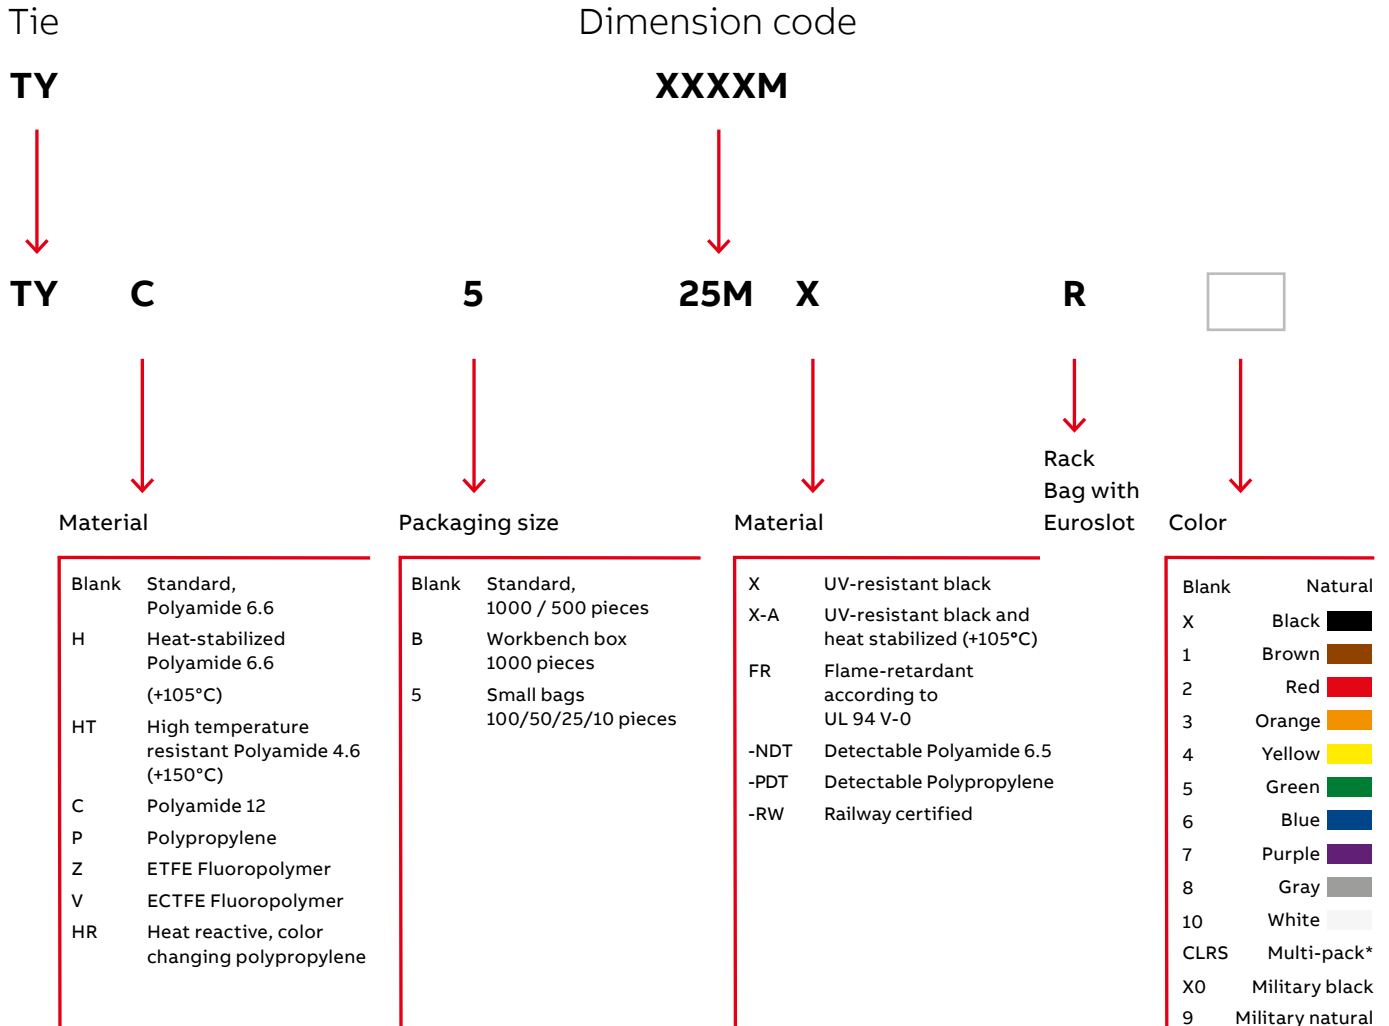 Tie
Dimension code
TY
XXXXM
TY C 5 25M X R
Rack
Bag with
Euroslot
Material
Blank Standard,
Polyamide 6.6
H Heat-stabilized
Polyamide 6.6
(+105°C)
HT High temperature
resistant Polyamide 4.6
(+150°C)
C Polyamide 12
P Polypropylene
Z ETFE Fluoropolymer
V ECTFE Fluoropolymer
HR Heat reactive, color
changing polypropylene
Packaging size
Blank Standard,
1000 / 500 pieces
B Workbench box
1000 pieces
5 Small bags
100/50/25/10 pieces
Material
X UV-resistant black
X-A UV-resistant black and
heat stabilized (+105°C)
FR Flame-retardant
according to
UL 94 V-0
-NDT Detectable Polyamide 6.5
-PDT Detectable Polypropylene
-RW Railway certified
Color
Blank Natural
X Black
1 Brown
2 Red
3 Orange
4 Yellow
5 Green
6 Blue
7 Purple
8 Gray
10 White
CLRS Multi-pack*
X0 Military black
9 Military natural